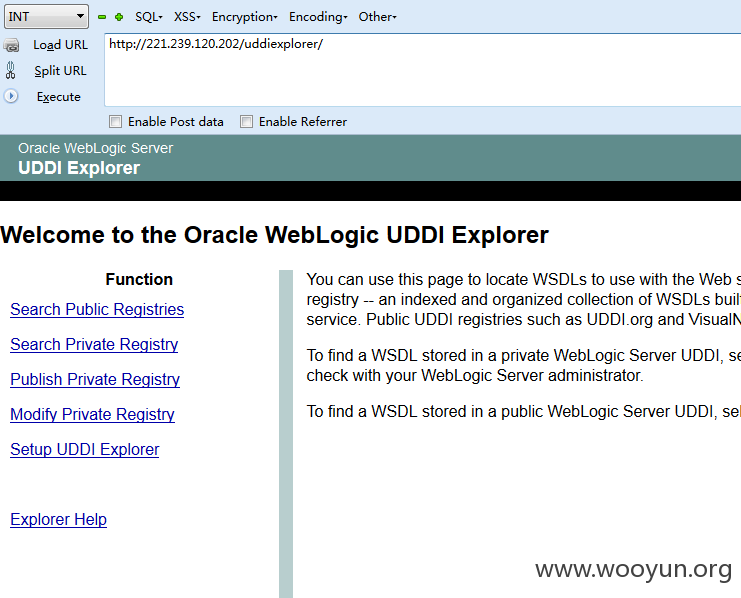 INT SQL▾ XSS▾ Encryption▾ Encoding▾ Other▾
Load URL http://221.239.120.202/uddiexplorer/
Split URL
Execute
Enable Post data Enable Referrer
Oracle WebLogic Server
UDDI Explorer
Welcome to the Oracle WebLogic UDDI Explorer
Function
Search Public Registries
Search Private Registry
Publish Private Registry
Modify Private Registry
Setup UDDI Explorer
Explorer Help
You can use this page to locate WSDLs to use with the Web s
registry -- an indexed and organized collection of WSDLs buil
service. Public UDDI registries such as UDDI.org and VisualN
To find a WSDL stored in a private WebLogic Server UDDI, se
check with your WebLogic Server administrator.
To find a WSDL stored in a public WebLogic Server UDDI, sel
www.wooyun.org